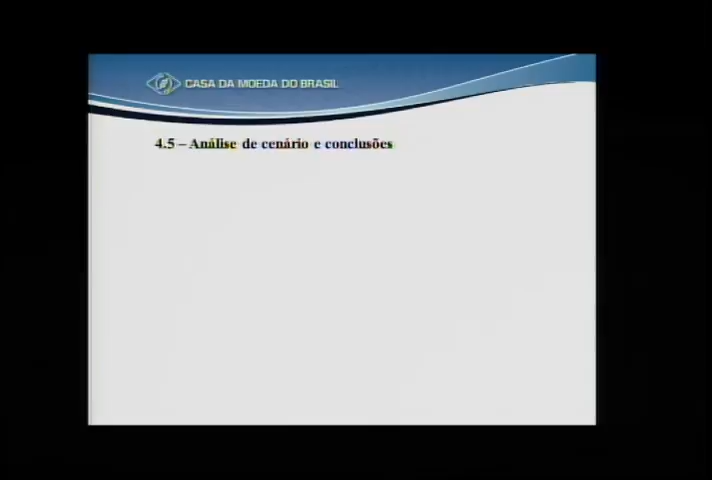 CASA DA MOEDA DO BRASIL
4.5 – Análise de cenário e conclusões